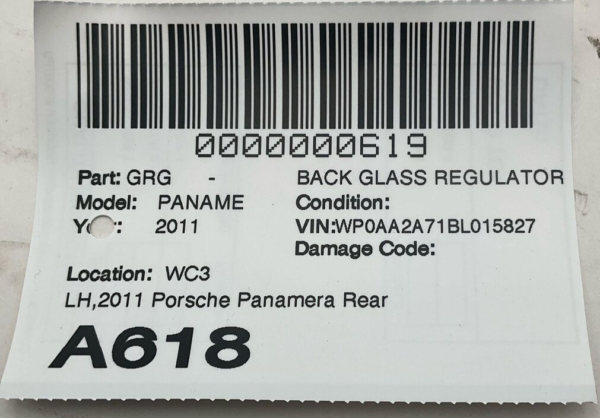 0000000619
Part: GRG - BACK GLASS REGULATOR
Model: PANAME Condition:
2011 VIN:WP0AA2A71BL015827
Damage Code:
Location: WC3
LH,2011 Porsche Panamera Rear
A618